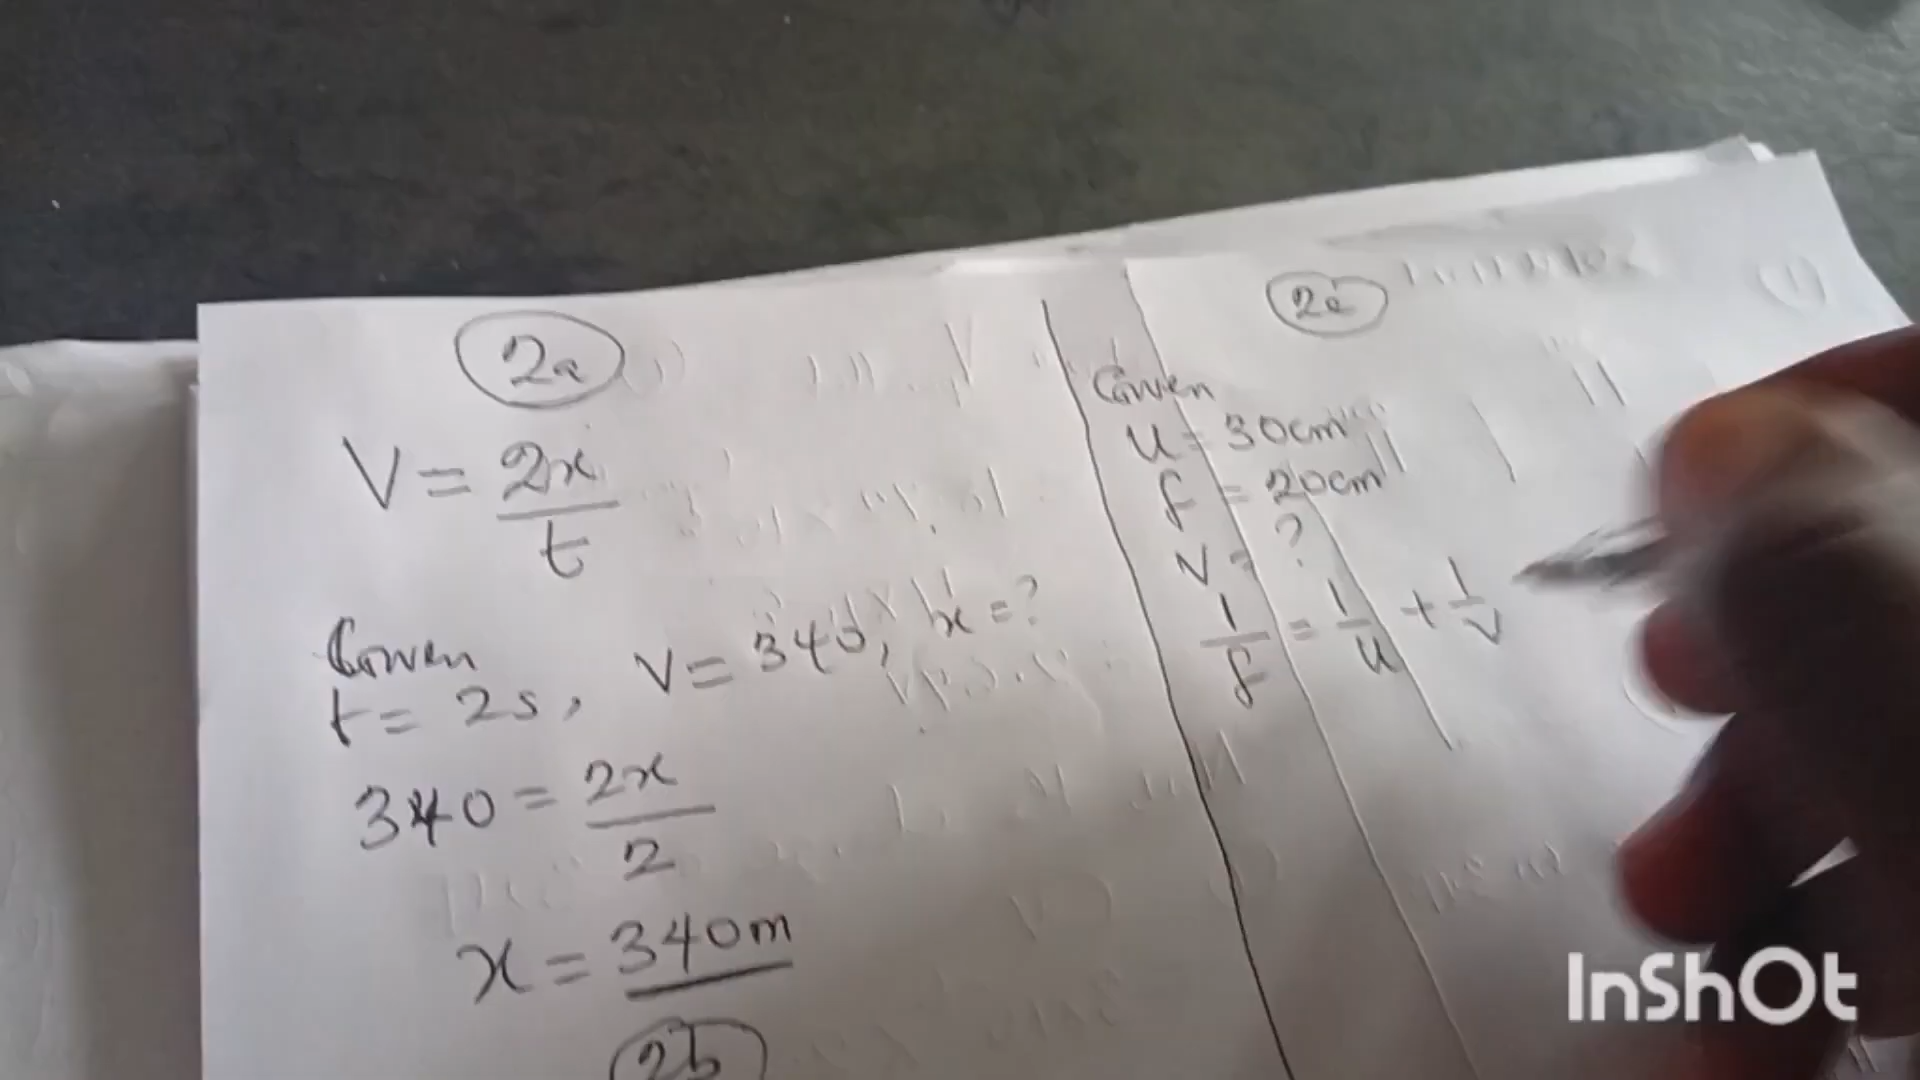 2a
V = 2x/t
Given
t = 2s, V = 340, x = ?
340 = 2x/2
x = 340m
2b
2c
Given
u = 30cm
f = 20cm
v = ?
1/f = 1/u + 1/v
InShOt